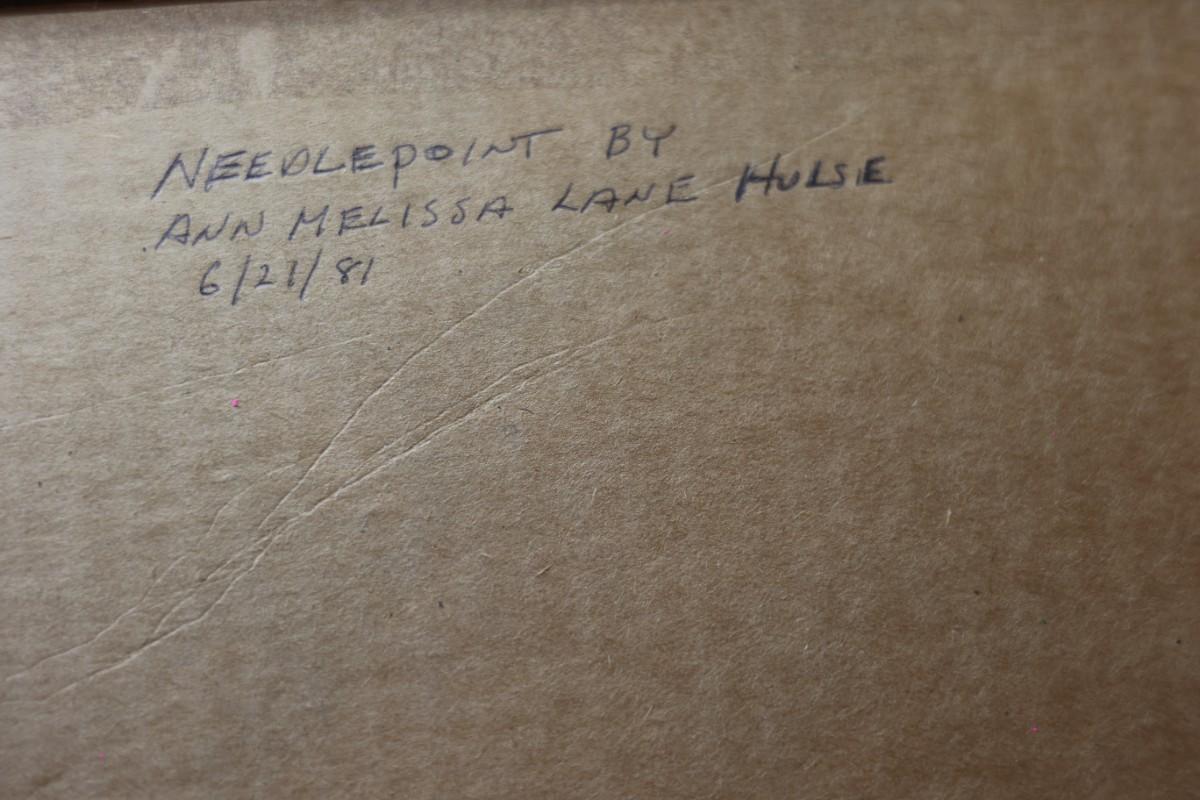 NEEDLEPOINT BY
ANN MELISSA LANE HULSE
6/21/81